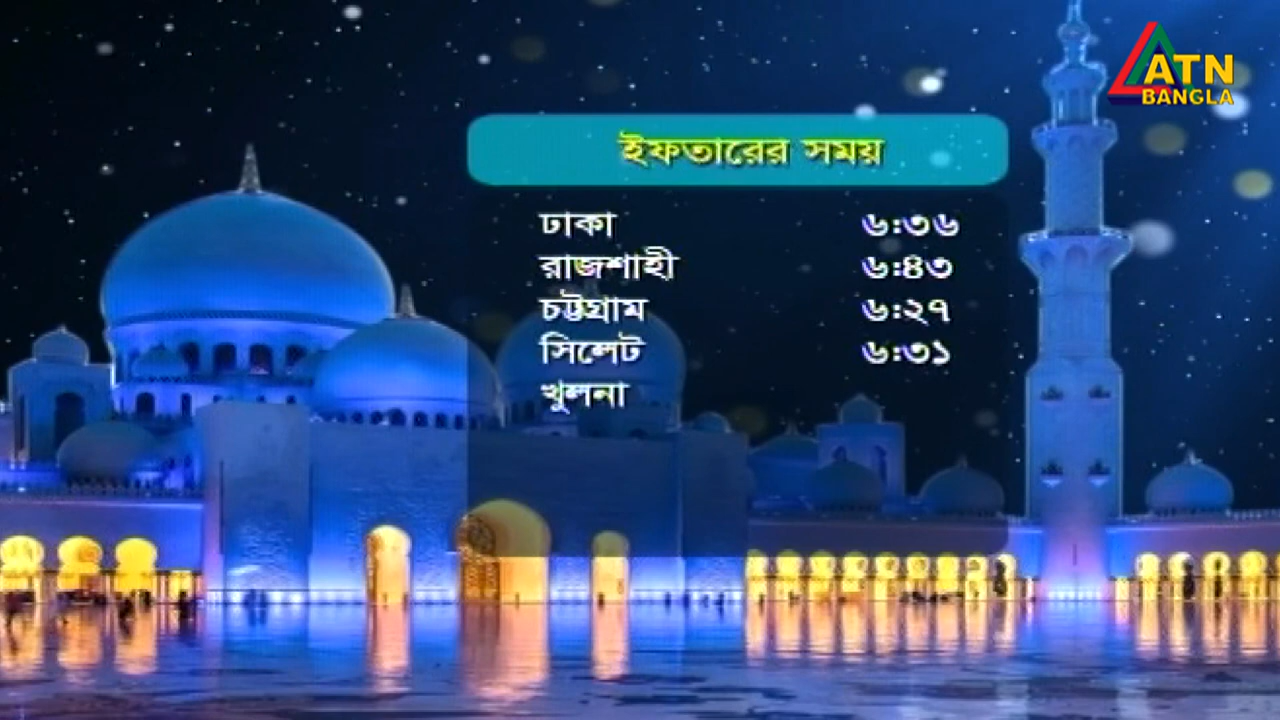 ATN
BANGLA
ইফতারের সময়
ঢাকা ৬:৩৬
রাজশাহী ৬:৪৩
চট্টগ্রাম ৬:২৭
সিলেট ৬:৩১
খুলনা